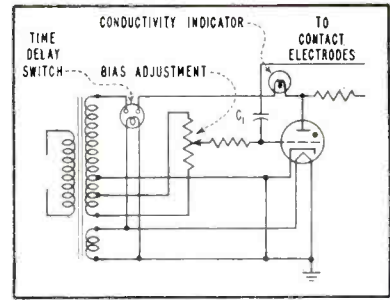 CONDUCTIVITY INDICATOR
TO
CONTACT
ELECTRODES
TIME
DELAY
SWITCH
BIAS ADJUSTMENT
C1